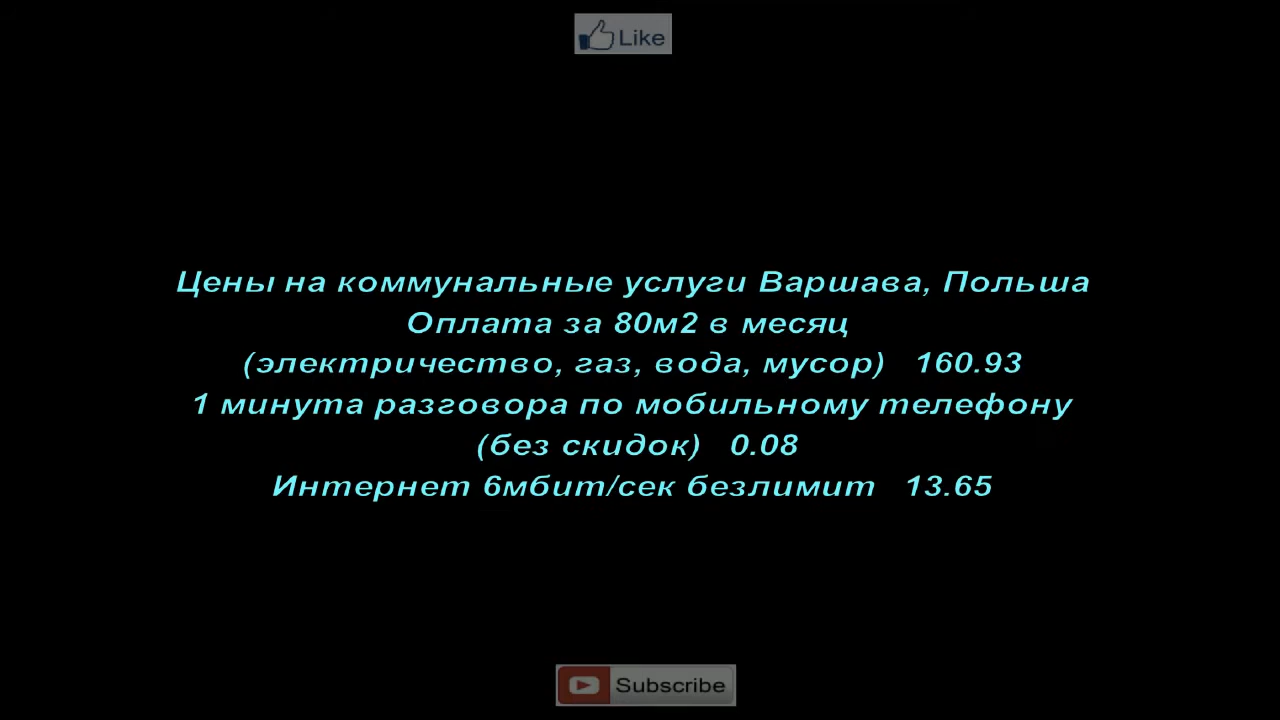 Like
Цены на коммунальные услуги Варшава, Польша
Оплата за 80м2 в месяц
(электричество, газ, вода, мусор) 160.93
1 минута разговора по мобильному телефону
(без скидок) 0.08
Интернет 6мбит/сек безлимит 13.65
Subscribe